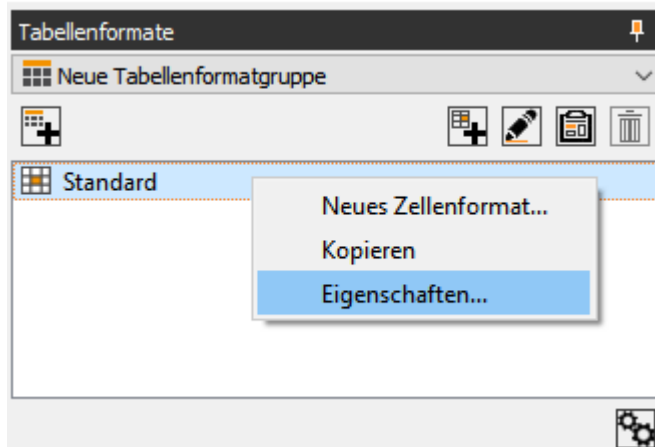 Tabellenformate
Neue Tabellenformatgruppe
Standard
Neues Zellenformat...
Kopieren
Eigenschaften...